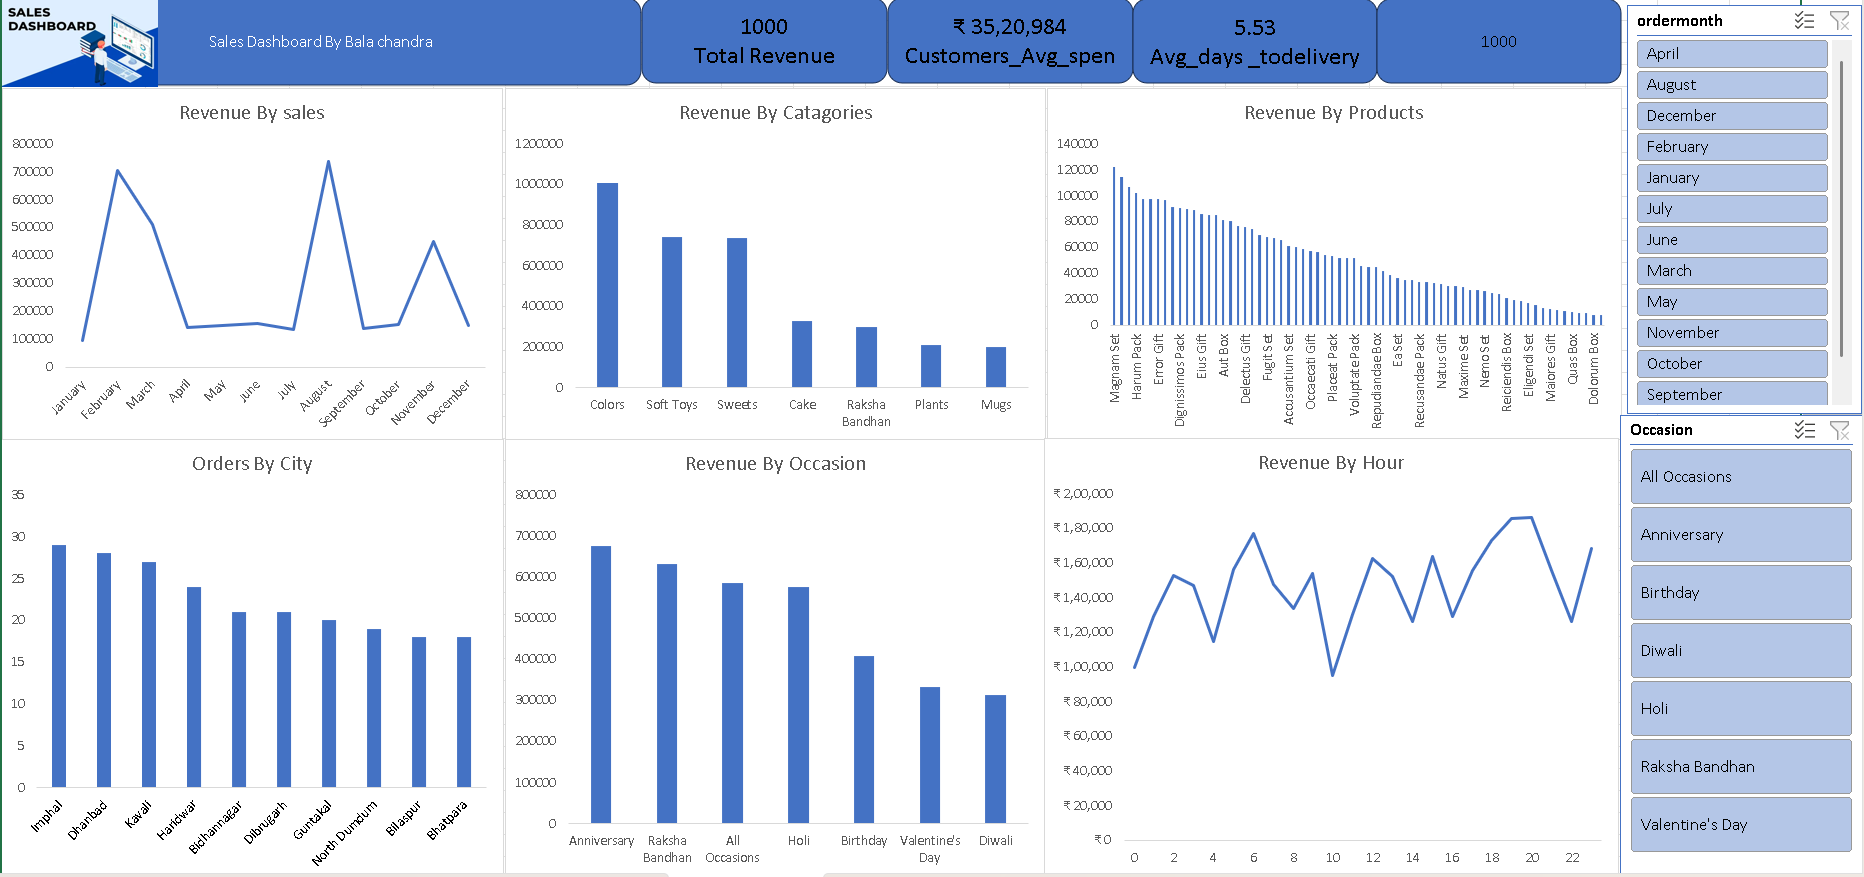 SALES
DASHBOARD
Sales Dashboard By Bala chandra
1000
Total Revenue
₹ 35,20,984
Customers_Avg_spen
5.53
Avg_days _todelivery
1000
Revenue By sales
800000
700000
600000
500000
400000
300000
200000
100000
0
January
February
March
April
May
June
July
August
September
October
November
December
Revenue By Catagories
1200000
1000000
800000
600000
400000
200000
0
Colors
Soft Toys
Sweets
Cake
Raksha
Bandhan
Plants
Mugs
Revenue By Products
140000
120000
100000
80000
60000
40000
20000
0
Magnam Set
Harum Pack
Error Gift
Dignissimos Pack
Eius Gift
Aut Box
Delectus Gift
Fugit Set
Accusantium Set
Occaecati Gift
Placeat Pack
Voluptate Pack
Repudiandae Box
Ea Set
Recusandae Pack
Natus Gift
Maxime Set
Nemo Set
Reiciendis Box
Eligendi Set
Maiores Gift
Quas Box
Dolorum Box
Orders By City
35
30
25
20
15
10
5
0
Imphal
Dhanbad
Kavali
Haridwar
Bidhannagar
Dibrugarh
Guntakal
North Dumdum
Bilaspur
Bhatpara
Revenue By Occasion
800000
700000
600000
500000
400000
300000
200000
100000
0
Anniversary
Raksha
Bandhan
All
Occasions
Holi
Birthday
Valentine's
Day
Diwali
Revenue By Hour
₹ 2,00,000
₹ 1,80,000
₹ 1,60,000
₹ 1,40,000
₹ 1,20,000
₹ 1,00,000
₹ 80,000
₹ 60,000
₹ 40,000
₹ 20,000
₹ 0
0 2 4 6 8 10 12 14 16 18 20 22
ordermonth
April
August
December
February
January
July
June
March
May
November
October
September
Occasion
All Occasions
Anniversary
Birthday
Diwali
Holi
Raksha Bandhan
Valentine's Day